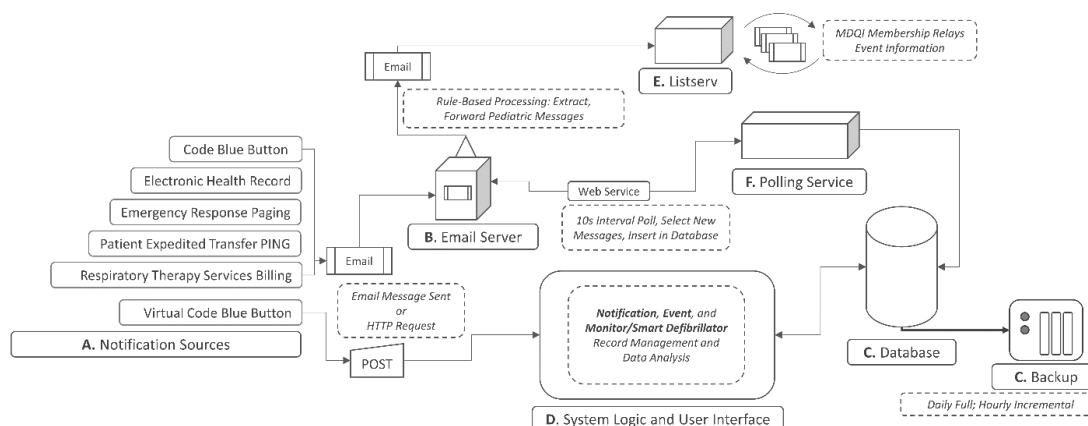 MDQI Membership Relays
Event Information
Email
E. Listserv
Rule-Based Processing: Extract,
Forward Pediatric Messages
Code Blue Button
Electronic Health Record
Emergency Response Paging
Patient Expedited Transfer PING
Respiratory Therapy Services Billing
Virtual Code Blue Button
A. Notification Sources
Email
B. Email Server
Web Service
F. Polling Service
10s Interval Poll, Select New
Messages, Insert in Database
Email Message Sent
or
HTTP Request
POST
Notification, Event, and
Monitor/Smart Defibrillator
Record Management and
Data Analysis
D. System Logic and User Interface
C. Database
C. Backup
Daily Full; Hourly Incremental